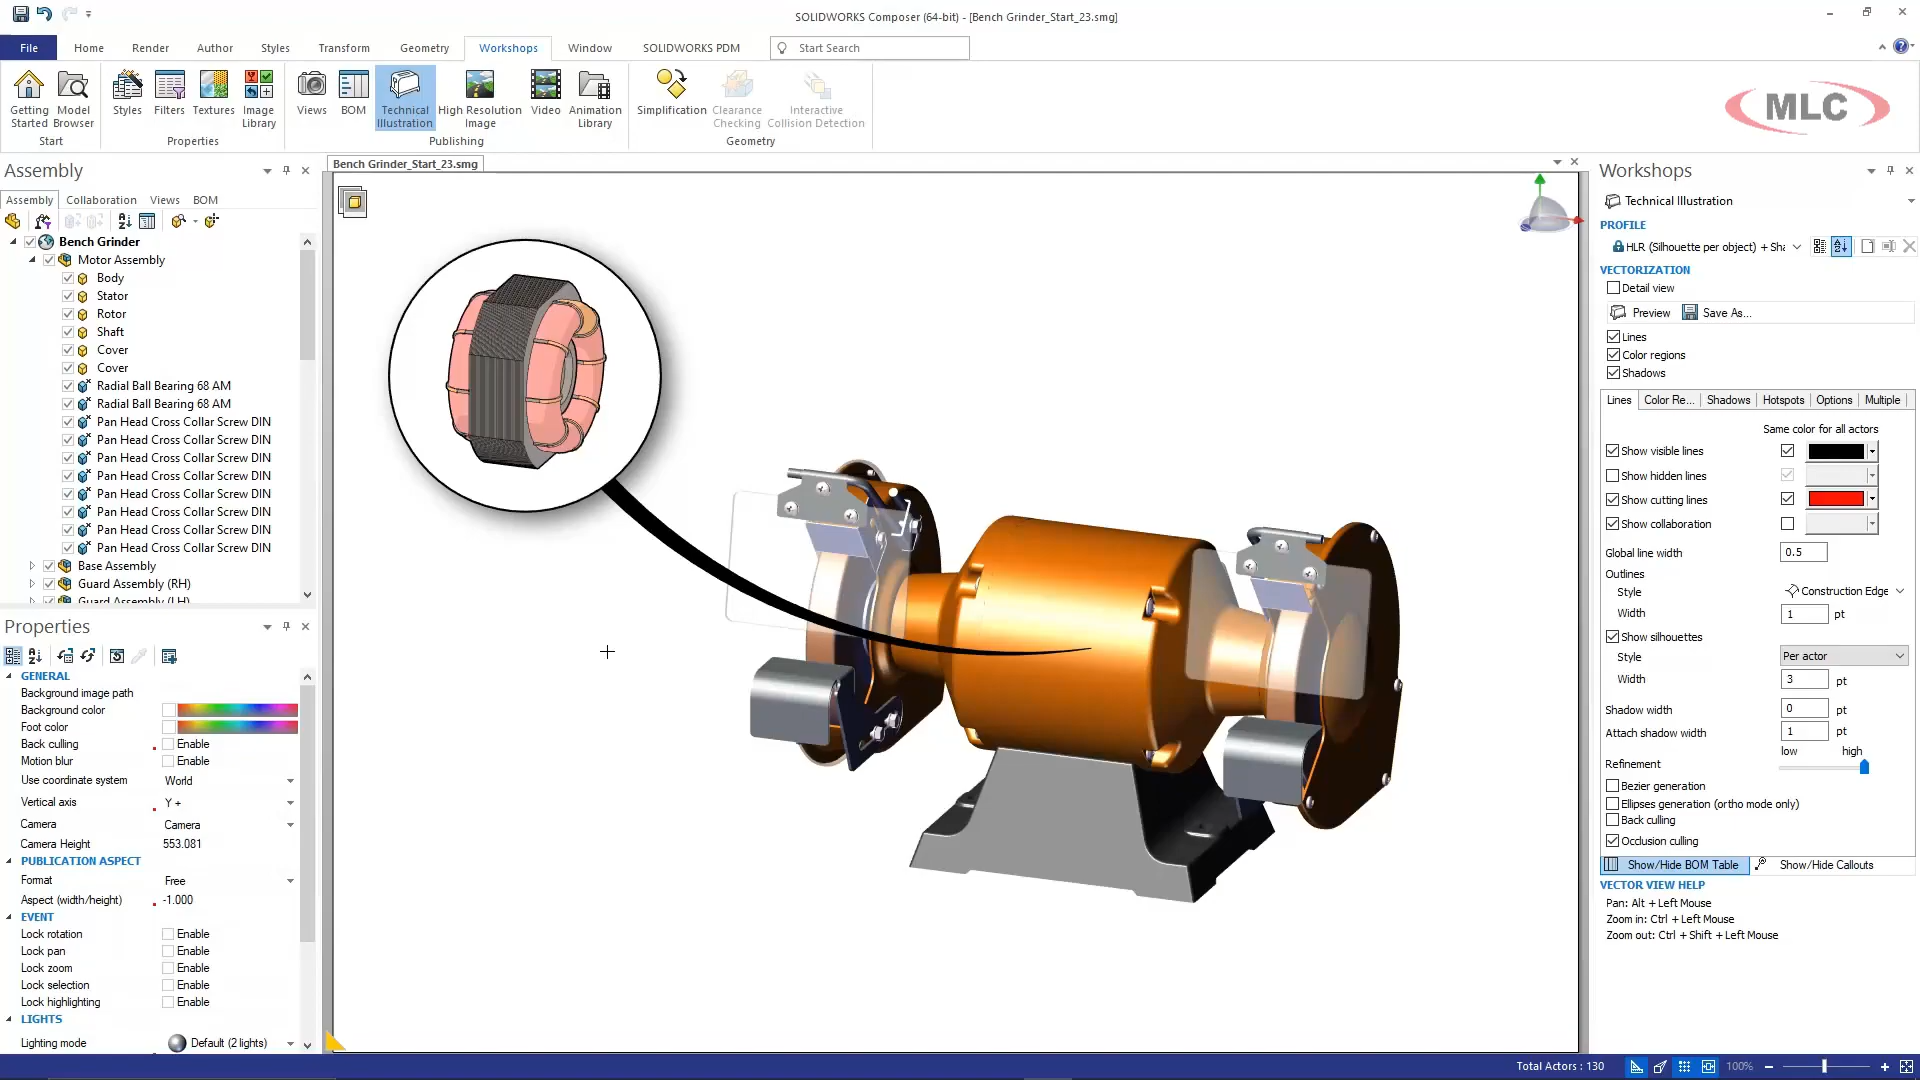 SOLIDWORKS Composer (64-bit) - [Bench Grinder_Start_23.smg]
File Home Render Author Styles Transform Geometry Workshops Window SOLIDWORKS PDM Start Search
Getting Started
Model Browser
Styles
Filters
Textures
Image Library
Views
BOM
Technical Illustration
High Resolution Image
Video
Animation Library
Simplification
Clearance Checking
Interactive Collision Detection
Start Properties Publishing Geometry
MLC
Assembly
Assembly Collaboration Views BOM
Bench Grinder
Motor Assembly
Body
Stator
Rotor
Shaft
Cover
Cover
Radial Ball Bearing 68 AM
Radial Ball Bearing 68 AM
Pan Head Cross Collar Screw DIN
Pan Head Cross Collar Screw DIN
Pan Head Cross Collar Screw DIN
Pan Head Cross Collar Screw DIN
Pan Head Cross Collar Screw DIN
Pan Head Cross Collar Screw DIN
Pan Head Cross Collar Screw DIN
Pan Head Cross Collar Screw DIN
Base Assembly
Guard Assembly (RH)
Guard Assembly (LH)
Properties
GENERAL
Background image path
Background color
Foot color
Back culling Enable
Motion blur Enable
Use coordinate system World
Vertical axis Y +
Camera Camera
Camera Height 553.081
PUBLICATION ASPECT
Format Free
Aspect (width/height) -1.000
EVENT
Lock rotation Enable
Lock pan Enable
Lock zoom Enable
Lock selection Enable
Lock highlighting Enable
LIGHTS
Lighting mode Default (2 lights)
Bench Grinder_Start_23.smg
Workshops
Technical Illustration
PROFILE
HLR (Silhouette per object) + Sha
VECTORIZATION
Detail view
Preview Save As...
Lines
Color regions
Shadows
Lines Color Re... Shadows Hotspots Options Multiple
Same color for all actors
Show visible lines
Show hidden lines
Show cutting lines
Show collaboration
Global line width 0.5
Outlines
Style Construction Edge
Width 1 pt
Show silhouettes
Style Per actor
Width 3 pt
Shadow width 0 pt
Attach shadow width 1 pt
low high
Refinement
Bezier generation
Ellipses generation (ortho mode only)
Back culling
Occlusion culling
Show/Hide BOM Table Show/Hide Callouts
VECTOR VIEW HELP
Pan: Alt + Left Mouse
Zoom in: Ctrl + Left Mouse
Zoom out: Ctrl + Shift + Left Mouse
Total Actors : 130 100%